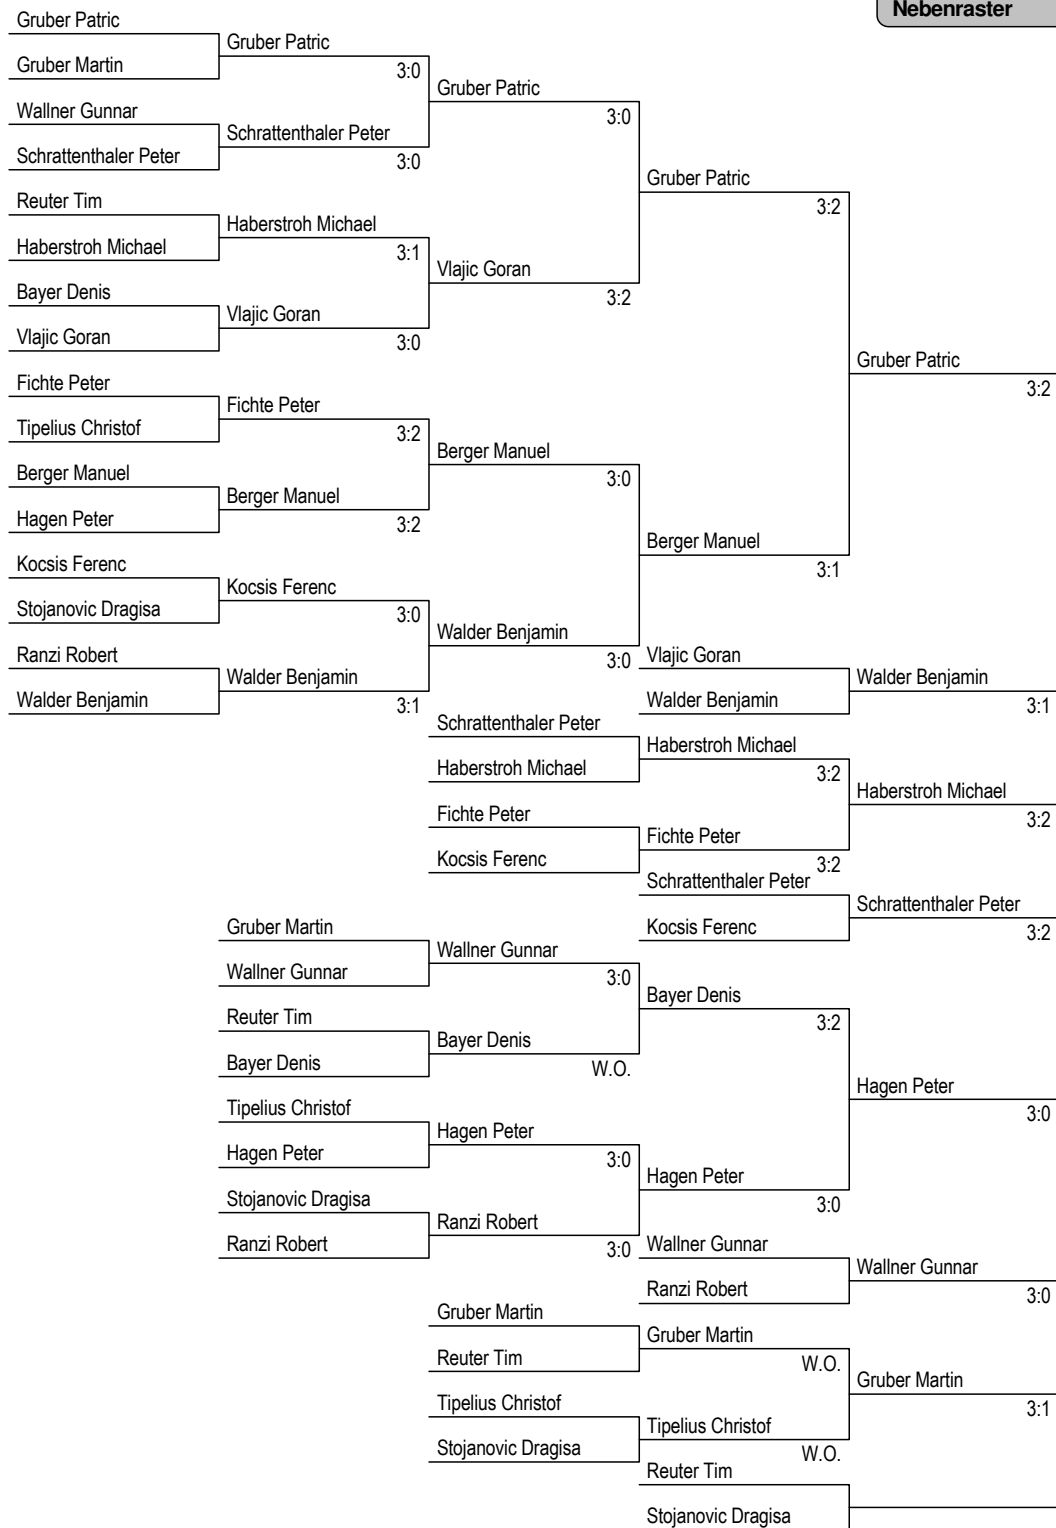 Nebenraster
Gruber Patric
Gruber Patric
Gruber Martin
3:0
Gruber Patric
Wallner Gunnar
3:0
Schrattenthaler Peter
Schrattenthaler Peter
3:0
Gruber Patric
Reuter Tim
3:2
Haberstroh Michael
Haberstroh Michael
3:1
Vlajic Goran
Bayer Denis
3:2
Vlajic Goran
Vlajic Goran
3:0
Gruber Patric
Fichte Peter
3:2
Fichte Peter
Tipelius Christof
3:2
Berger Manuel
Berger Manuel
3:0
Berger Manuel
Hagen Peter
3:2
Berger Manuel
Kocsis Ferenc
3:1
Kocsis Ferenc
Stojanovic Dragisa
3:0
Walder Benjamin
Ranzi Robert
3:0
Vlajic Goran
Walder Benjamin
Walder Benjamin
Walder Benjamin
3:1
Walder Benjamin
3:1
Schrattenthaler Peter
Haberstroh Michael
Haberstroh Michael
3:2
Haberstroh Michael
Fichte Peter
3:2
Fichte Peter
Kocsis Ferenc
3:2
Schrattenthaler Peter
Schrattenthaler Peter
Kocsis Ferenc
3:2
Gruber Martin
Wallner Gunnar
Wallner Gunnar
3:0
Bayer Denis
Reuter Tim
3:2
Bayer Denis
Bayer Denis
W.O.
Hagen Peter
Tipelius Christof
3:0
Hagen Peter
Hagen Peter
3:0
Hagen Peter
Stojanovic Dragisa
3:0
Ranzi Robert
Ranzi Robert
3:0
Wallner Gunnar
Wallner Gunnar
Ranzi Robert
3:0
Gruber Martin
Gruber Martin
Reuter Tim
W.O.
Gruber Martin
Tipelius Christof
3:1
Tipelius Christof
Stojanovic Dragisa
W.O.
Reuter Tim
Stojanovic Dragisa